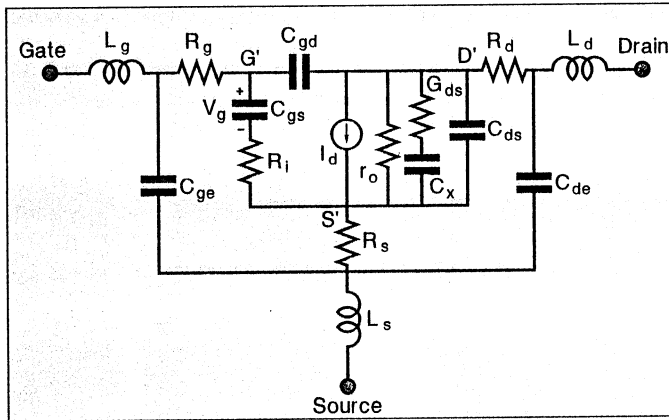 Gate
Lg
Rg
G'
Cgd
D'
Rd
Ld
Drain
+
Vg
-
Cgs
Ri
Id
ro
Gds
Cx
Cds
Cge
Cde
S'
Rs
Ls
Source